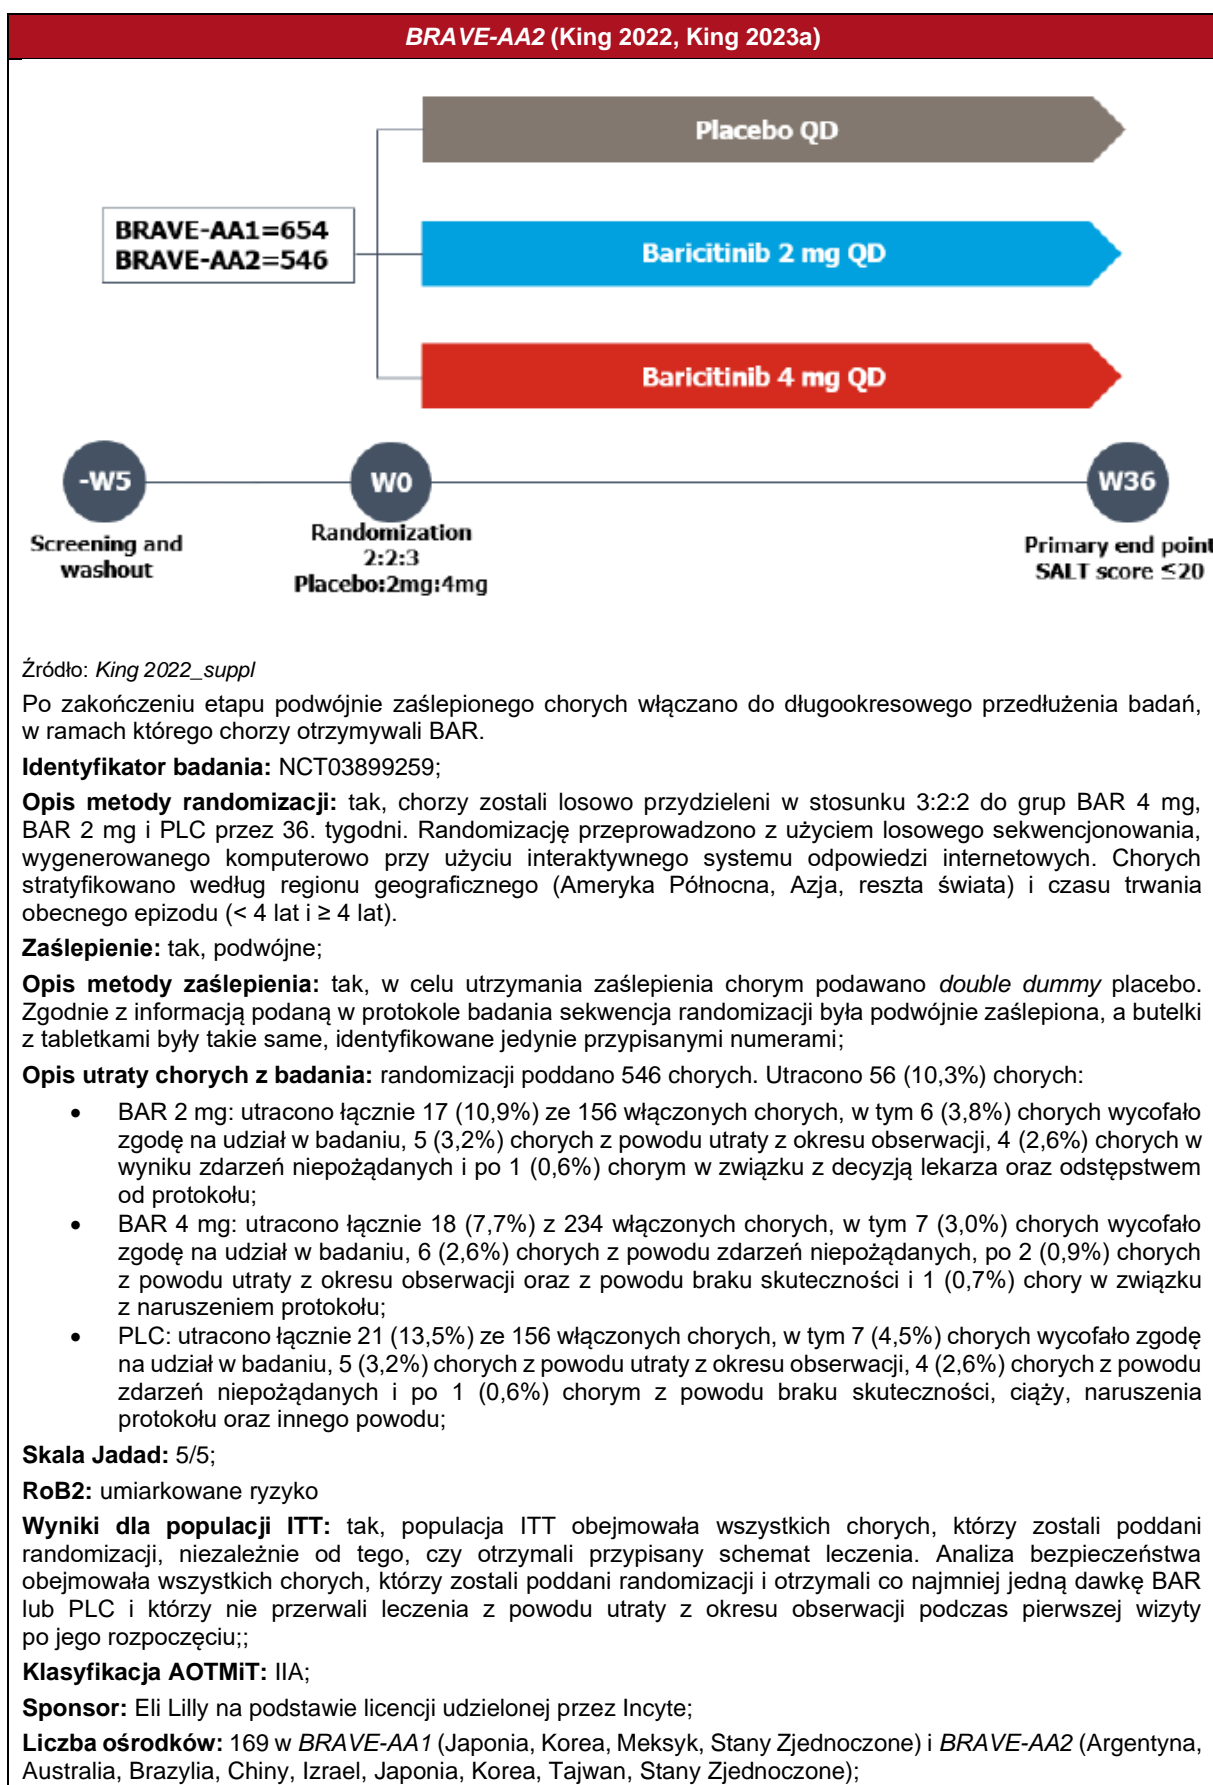 BRAVE-AA2 (King 2022, King 2023a)
Placebo QD
BRAVE-AA1=654
BRAVE-AA2=546
Baricitinib 2 mg QD
Baricitinib 4 mg QD
-W5
W0
W36
Screening and
washout
Randomization
2:2:3
Placebo:2mg:4mg
Primary end point
SALT score ≤20
Źródło: King 2022_suppl
Po zakończeniu etapu podwójnie zaślepionego chorych włączano do długookresowego przedłużenia badań,
w ramach którego chorzy otrzymywali BAR.
Identyfikator badania: NCT03899259;
Opis metody randomizacji: tak, chorzy zostali losowo przydzieleni w stosunku 3:2:2 do grup BAR 4 mg,
BAR 2 mg i PLC przez 36. tygodni. Randomizację przeprowadzono z użyciem losowego sekwencjonowania,
wygenerowanego komputerowo przy użyciu interaktywnego systemu odpowiedzi internetowych. Chorych
stratyfikowano według regionu geograficznego (Ameryka Północna, Azja, reszta świata) i czasu trwania
obecnego epizodu (< 4 lat i ≥ 4 lat).
Zaślepienie: tak, podwójne;
Opis metody zaślepienia: tak, w celu utrzymania zaślepienia chorym podawano double dummy placebo.
Zgodnie z informacją podaną w protokole badania sekwencja randomizacji była podwójnie zaślepiona, a butelki
z tabletkami były takie same, identyfikowane jedynie przypisanymi numerami;
Opis utraty chorych z badania: randomizacji poddano 546 chorych. Utracono 56 (10,3%) chorych:
• BAR 2 mg: utracono łącznie 17 (10,9%) ze 156 włączonych chorych, w tym 6 (3,8%) chorych wycofało
zgodę na udział w badaniu, 5 (3,2%) chorych z powodu utraty z okresu obserwacji, 4 (2,6%) chorych w
wyniku zdarzeń niepożądanych i po 1 (0,6%) chorym w związku z decyzją lekarza oraz odstępstwem
od protokołu;
• BAR 4 mg: utracono łącznie 18 (7,7%) z 234 włączonych chorych, w tym 7 (3,0%) chorych wycofało
zgodę na udział w badaniu, 6 (2,6%) chorych z powodu zdarzeń niepożądanych, po 2 (0,9%) chorych
z powodu utraty z okresu obserwacji oraz z powodu braku skuteczności i 1 (0,7%) chory w związku
z naruszeniem protokołu;
• PLC: utracono łącznie 21 (13,5%) ze 156 włączonych chorych, w tym 7 (4,5%) chorych wycofało zgodę
na udział w badaniu, 5 (3,2%) chorych z powodu utraty z okresu obserwacji, 4 (2,6%) chorych z powodu
zdarzeń niepożądanych i po 1 (0,6%) chorym z powodu braku skuteczności, ciąży, naruszenia
protokołu oraz innego powodu;
Skala Jadad: 5/5;
RoB2: umiarkowane ryzyko
Wyniki dla populacji ITT: tak, populacja ITT obejmowała wszystkich chorych, którzy zostali poddani
randomizacji, niezależnie od tego, czy otrzymali przypisany schemat leczenia. Analiza bezpieczeństwa
obejmowała wszystkich chorych, którzy zostali poddani randomizacji i otrzymali co najmniej jedną dawkę BAR
lub PLC i którzy nie przerwali leczenia z powodu utraty z okresu obserwacji podczas pierwszej wizyty
po jego rozpoczęciu;;
Klasyfikacja AOTMiT: IIA;
Sponsor: Eli Lilly na podstawie licencji udzielonej przez Incyte;
Liczba ośrodków: 169 w BRAVE-AA1 (Japonia, Korea, Meksyk, Stany Zjednoczone) i BRAVE-AA2 (Argentyna,
Australia, Brazylia, Chiny, Izrael, Japonia, Korea, Tajwan, Stany Zjednoczone);